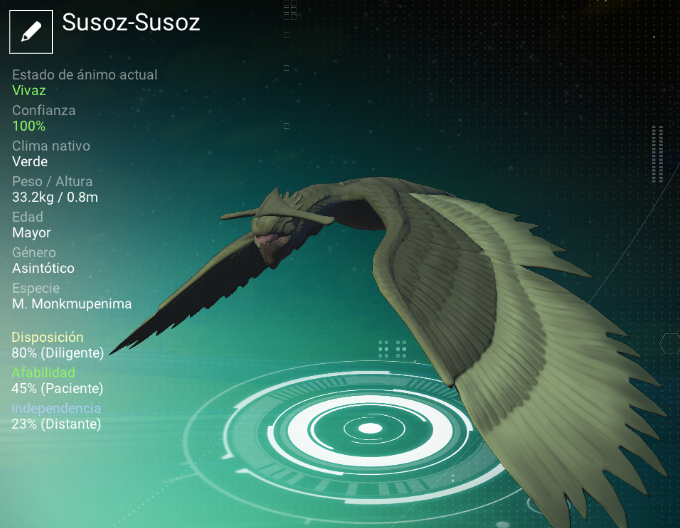 Susoz-Susoz
Estado de ánimo actual
Vivaz
Confianza
100%
Clima nativo
Verde
Peso / Altura
33.2kg / 0.8m
Edad
Mayor
Género
Asintótico
Especie
M. Monkmupenima
Disposición
80% (Diligente)
Afabilidad
45% (Paciente)
Independencia
23% (Distante)